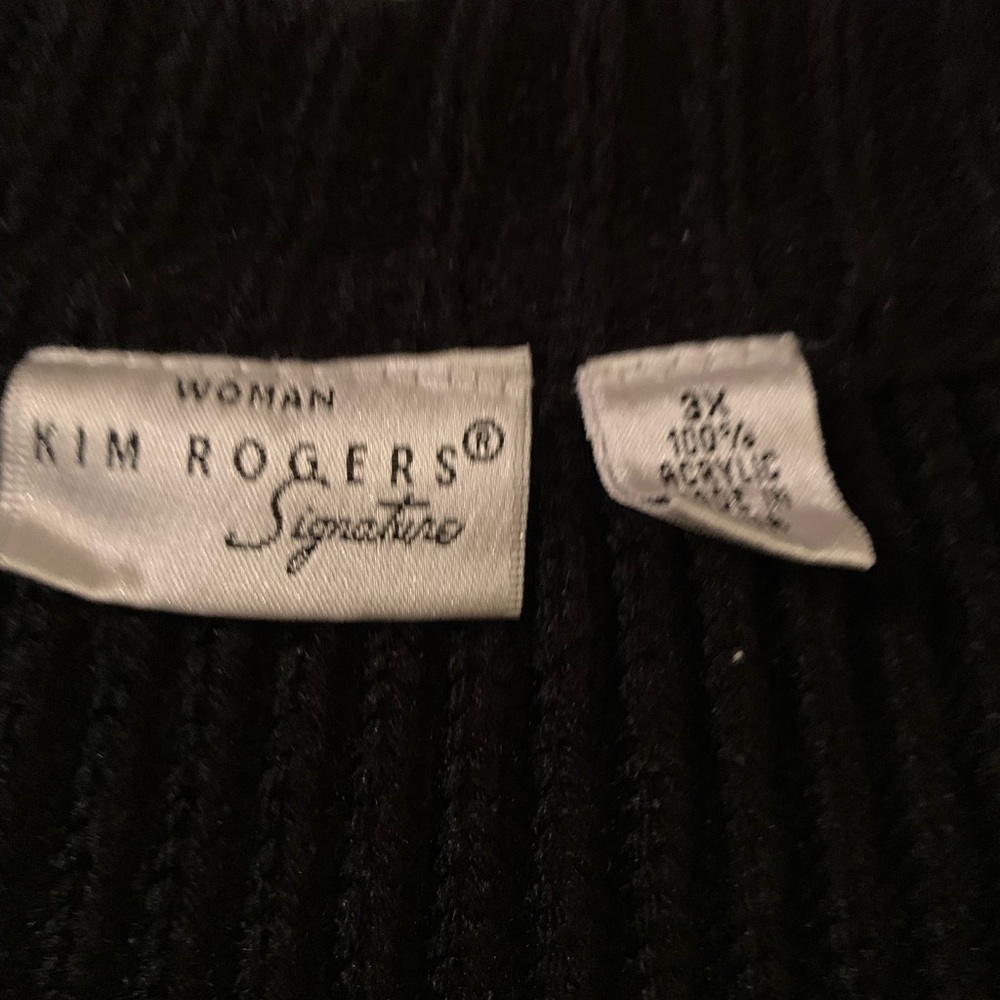 WOMAN
KIM ROGERS®
Signature
3X
100%
ACRYLIC